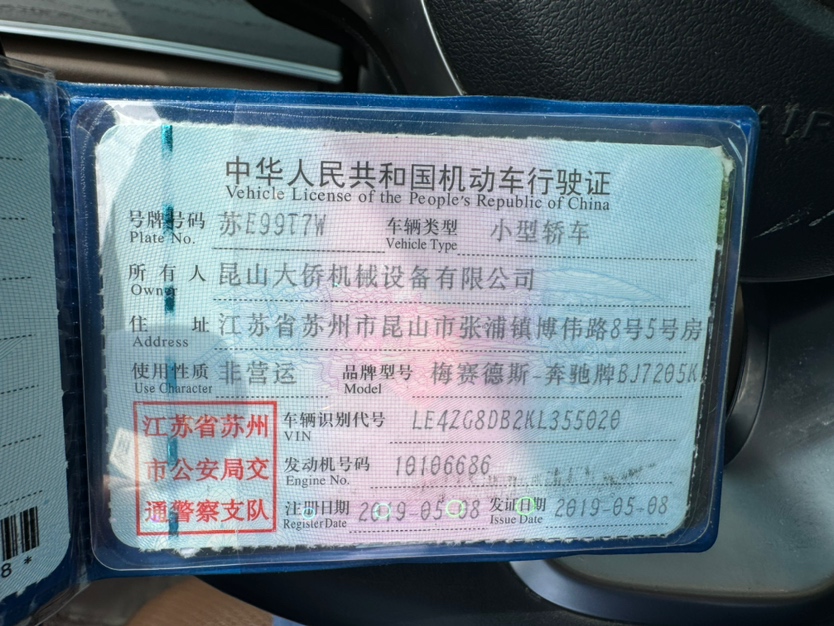 中华人民共和国机动车行驶证
Vehicle License of the People's Republic of China
号牌号码 苏E99T7W 车辆类型 小型轿车
Plate No. Vehicle Type
所有人 昆山大侨机械设备有限公司
Owner
住址 江苏省苏州市昆山市张浦镇博伟路8号5号房
Address
使用性质 非营运 品牌型号 梅赛德斯-奔驰牌BJ7205K
Use Character Model
江苏省苏州
市公安局交
通警察支队
车辆识别代号 LE4ZG8DB2KL355020
VIN
发动机号码 10106686
Engine No.
注册日期 2019-05-08 发证日期 2019-05-08
Register Date Issue Date
8*